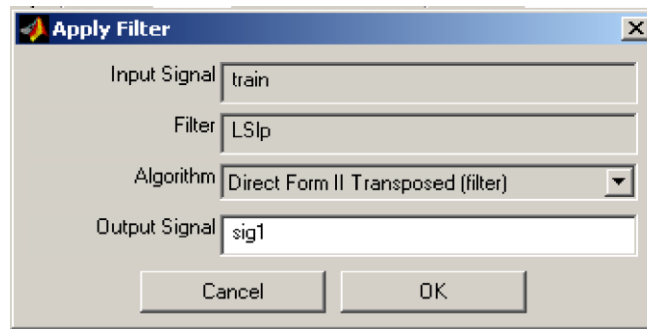 Apply Filter
Input Signal train
Filter LSlp
Algorithm Direct Form II Transposed (filter)
Output Signal sig1
Cancel OK